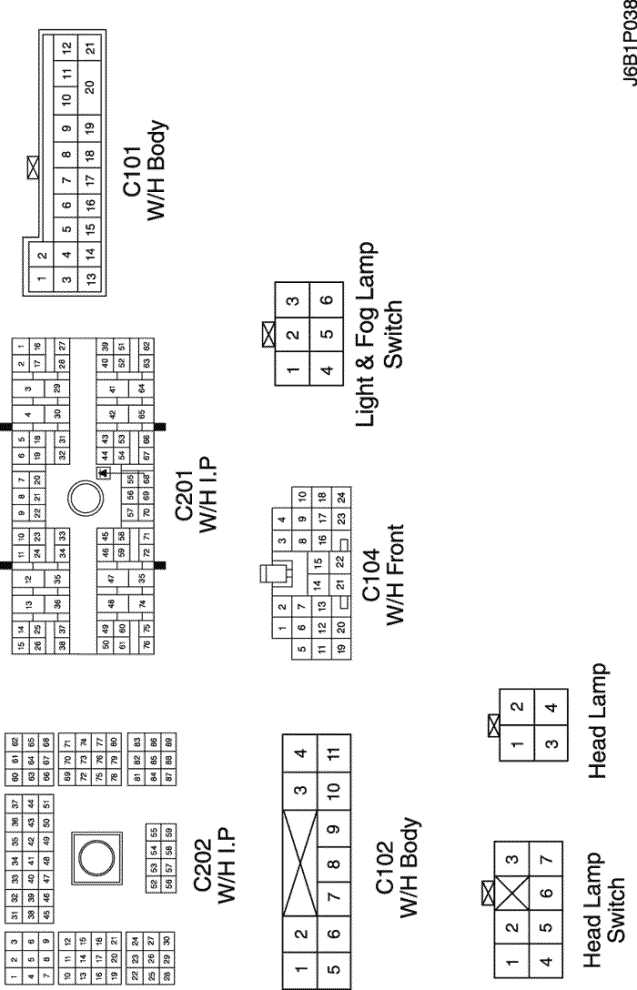 1 2 3
4 5 6
7 8 9
10 11 12
13 14 15
16 17 18
19 20 21
22 23 24
25 26 27
28 29 30
31 32 33 34 35 36 37
38 39 40 41 42 43 44
45 46 47 48 49 50 51
52 53 54 55
56 57 58 59
60 61 62
63 64 65
66 67 68
69 70 71
72 73 74
75 76 77
78 79 80
81 82 83
84 85 86
87 88 89
C202
W/H I.P
15 14 13 12 11 10 9 8 7 6 5 4 3 2 1
26 25 24 23 22 21 20 19 18 17 16
38 37 36 35 34 33 32 31 30 29 28 27
50 49 48 47 46 45 44 43 42 41 40 39
61 60 59 58 57 56 55 54 53 52 51
76 75 74 35 72 71 70 69 68 67 66 65 64 63 62
C201
W/H I.P
1 2
3 4 5 6 7 8 9 10 11 12
13 14 15 16 17 18 19 20 21
C101
W/H Body
1 2 3 4
5 6 7 8 9 10 11
C102
W/H Body
1 2 3 4
5 6 7 8 9 10
11 12 13 14 15 16 17 18
19 20 21 22 23 24
C104
W/H Front
1 2 3
4 5 6
Light & Fog Lamp
Switch
1 2 3
4 5 6 7
Head Lamp
Switch
1 2
3 4
Head Lamp
J6B1P038